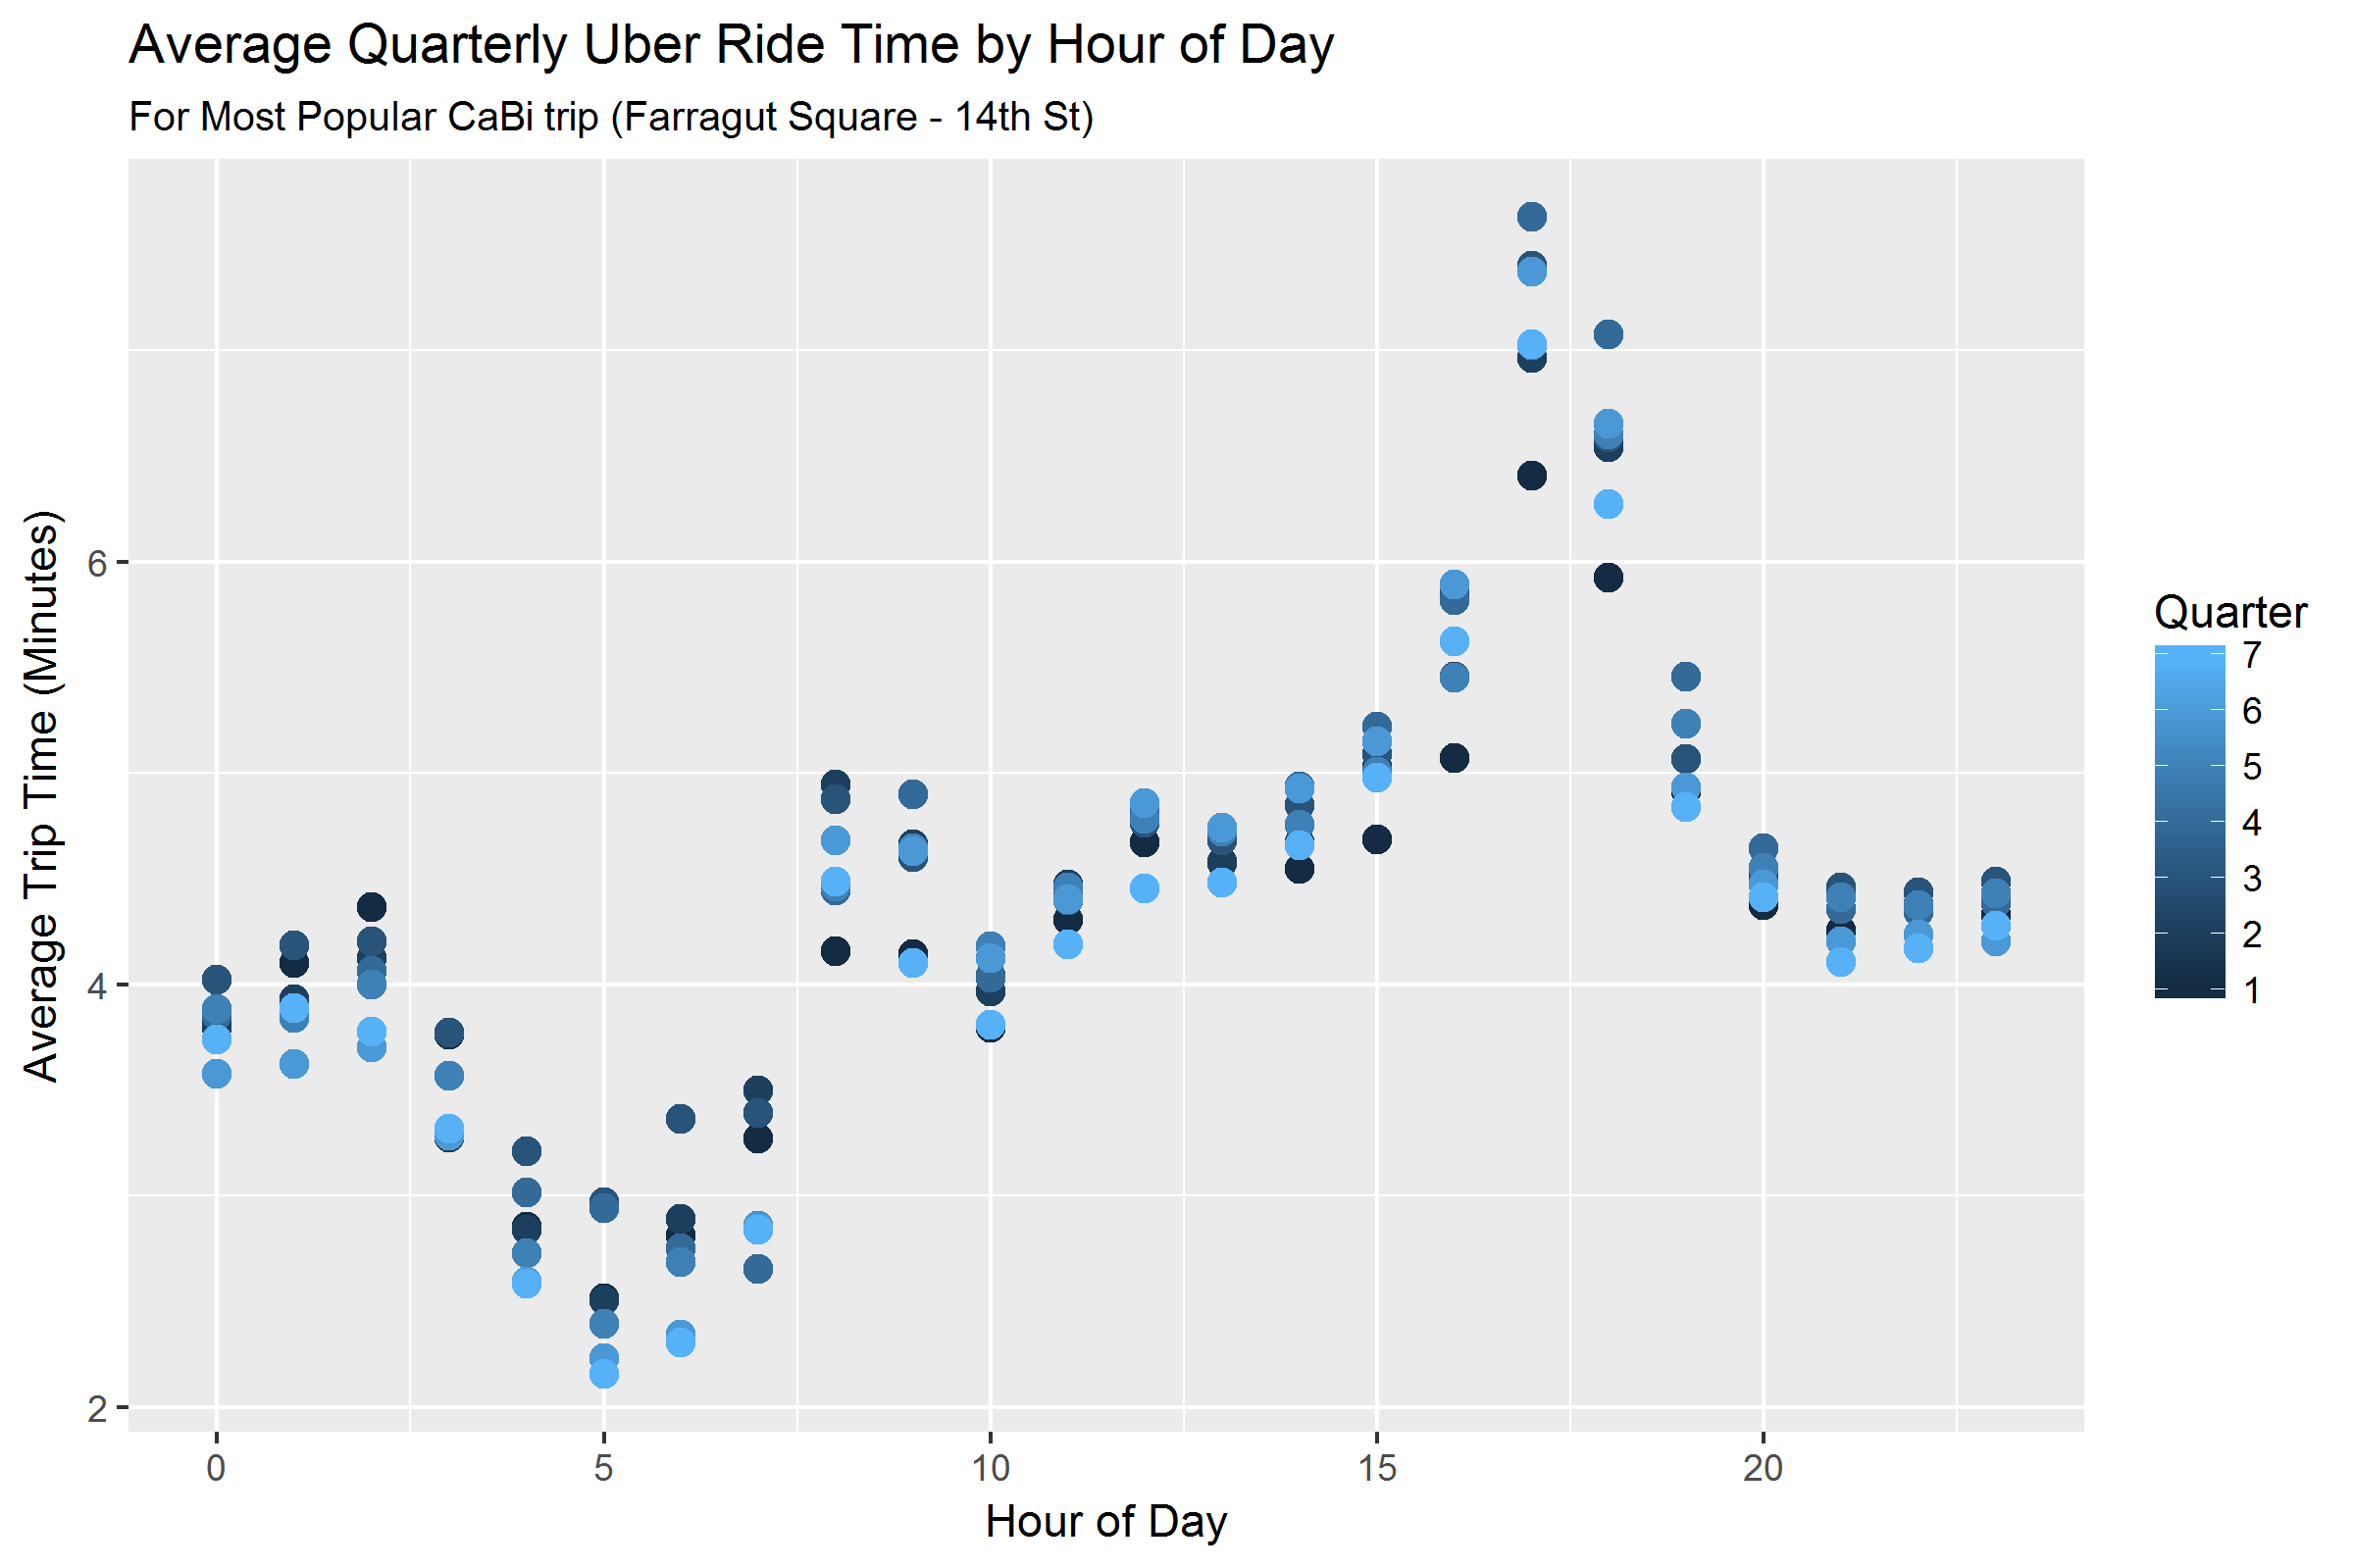 Average Quarterly Uber Ride Time by Hour of Day
For Most Popular CaBi trip (Farragut Square - 14th St)
Average Trip Time (Minutes)
6
4
2
0 5 10 15 20
Hour of Day
Quarter
7
6
5
4
3
2
1